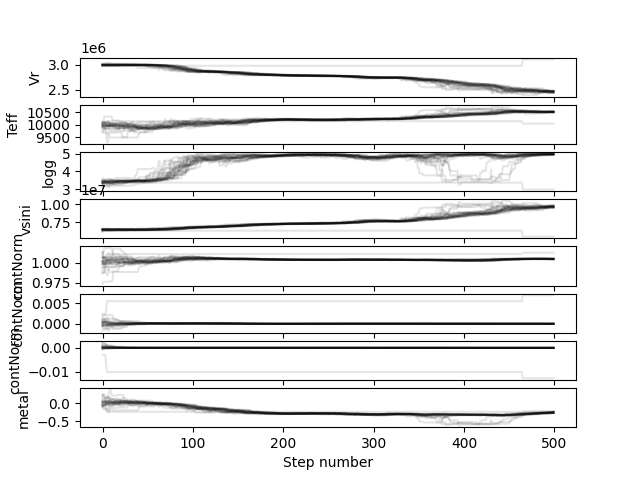 1e6
3.0
2.5
Vr
10500
10000
9500
Teff
5
4
3
logg
1e7
1.00
0.75
vsini
1.000
0.975
contNorm
0.005
0.000
contNorm
0.00
−0.01
contNorm
0.0
−0.5
metal
0 100 200 300 400 500
Step number